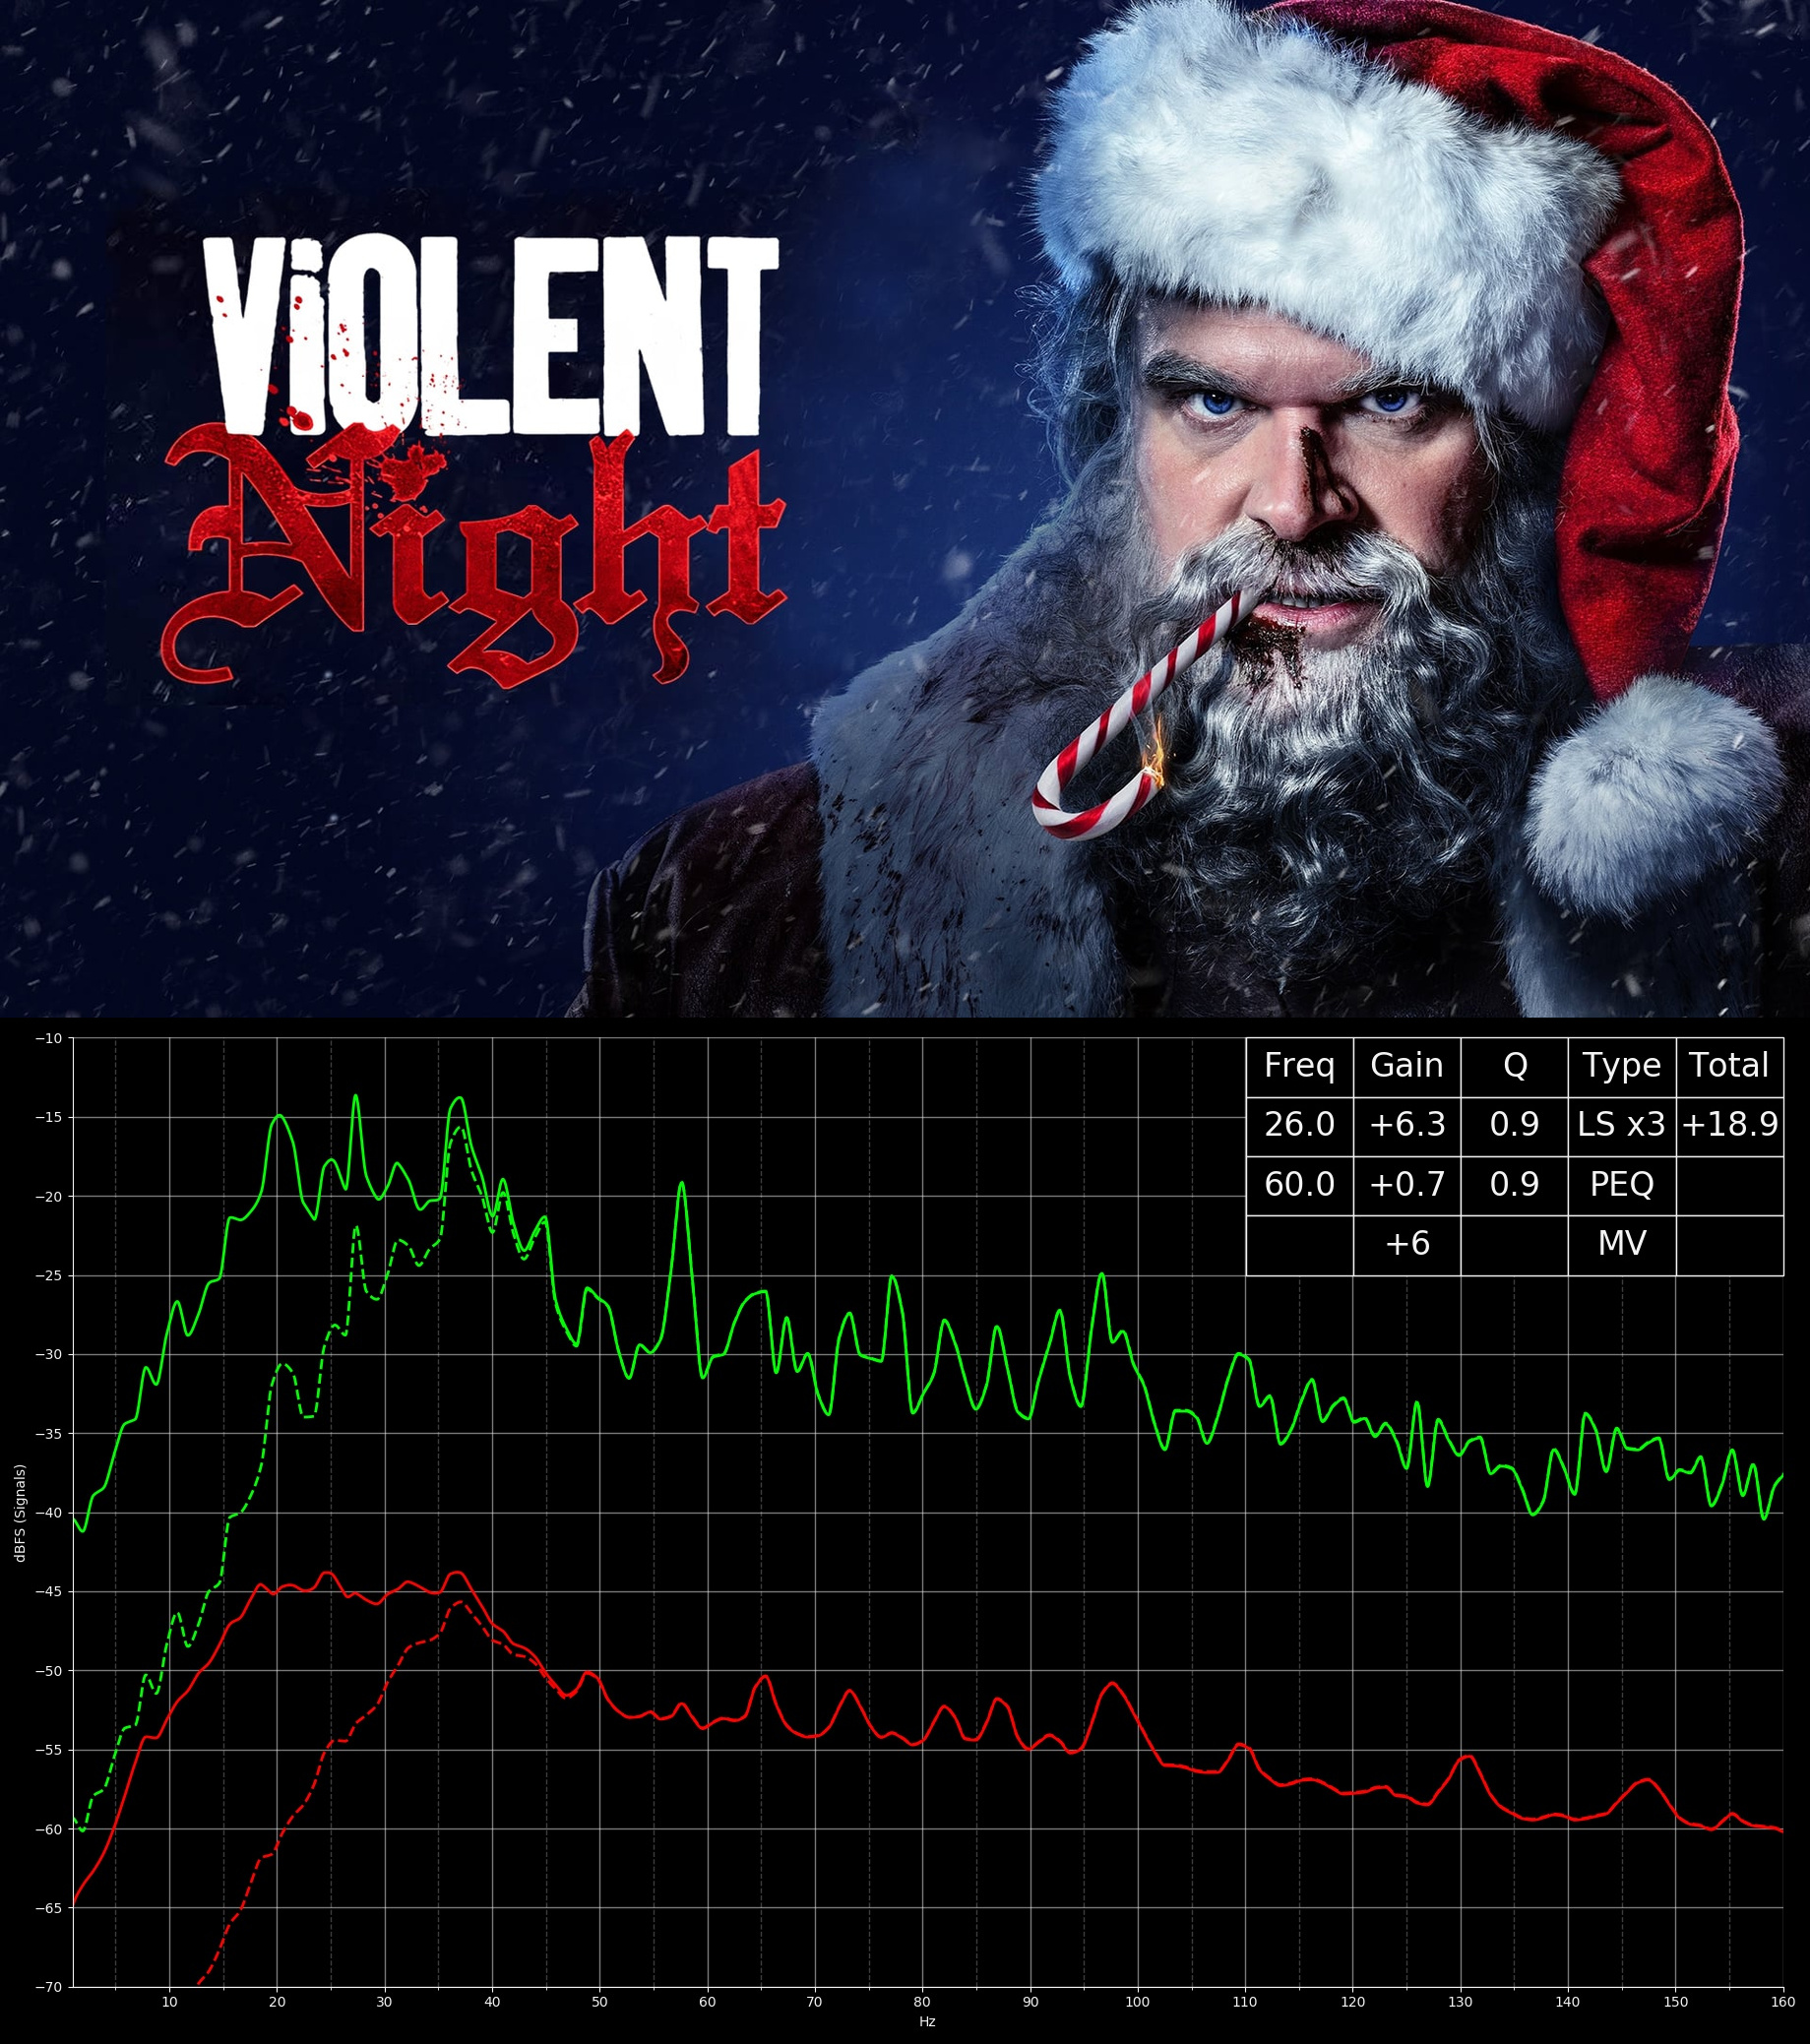 ViOLENT
Night
Freq Gain Q Type Total
26.0 +6.3 0.9 LS x3 +18.9
60.0 +0.7 0.9 PEQ
+6 MV
−10
−15
−20
−25
−30
−35
−40
−45
−50
−55
−60
−65
−70
dBFS (Signals)
10 20 30 40 50 60 70 80 90 100 110 120 130 140 150 160
Hz